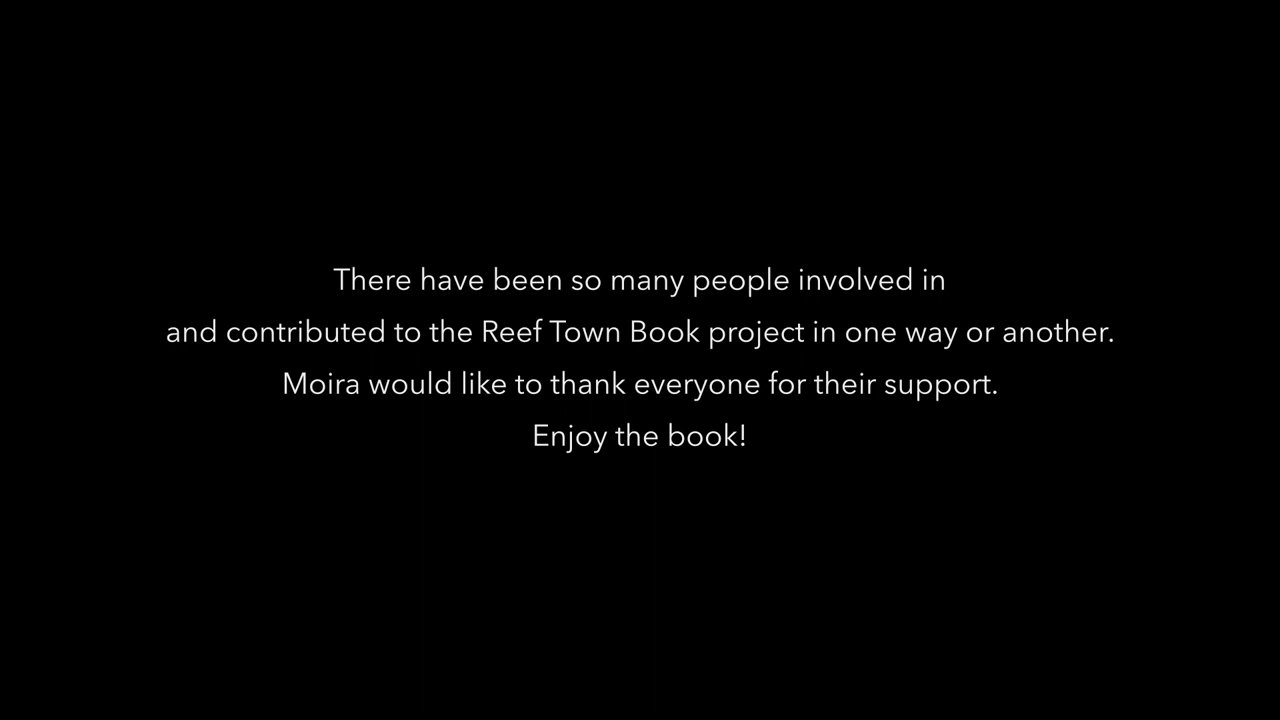 There have been so many people involved in
and contributed to the Reef Town Book project in one way or another.
Moira would like to thank everyone for their support.
Enjoy the book!